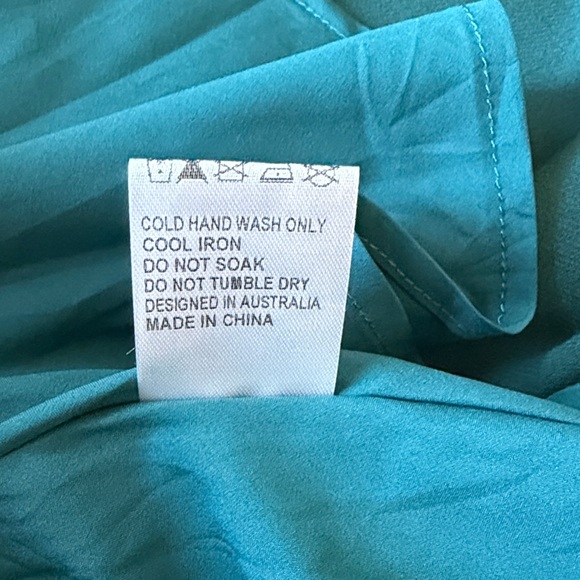 COLD HAND WASH ONLY
COOL IRON
DO NOT SOAK
DO NOT TUMBLE DRY
DESIGNED IN AUSTRALIA
MADE IN CHINA